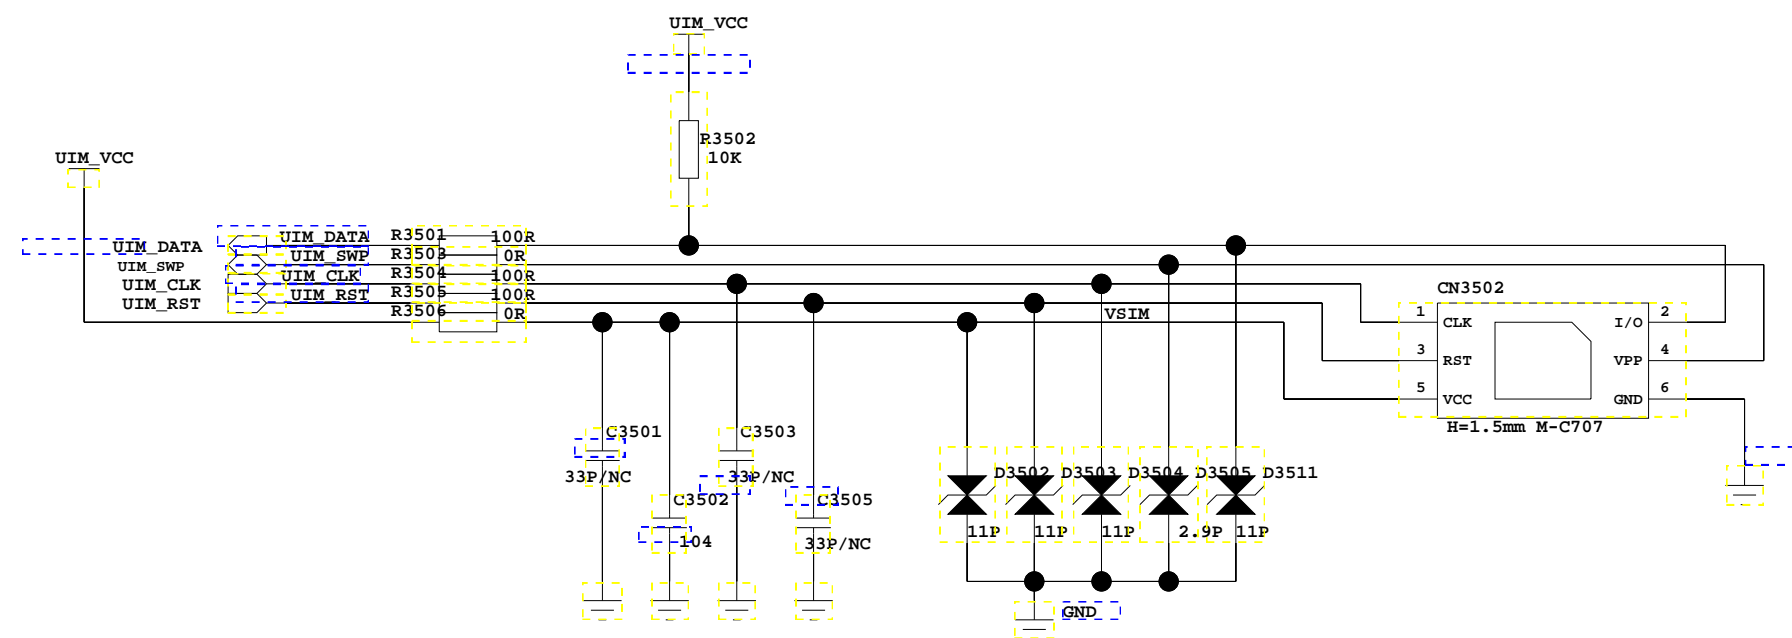 UIM_VCC
R3502
10K
UIM_VCC
UIM_DATA UIM_DATA R3501 100R
UIM_SWP UIM_SWP R3503 0R
UIM_CLK UIM_CLK R3504 100R
UIM_RST UIM_RST R3505 100R
R3506 0R
VSIM
CN3502
1 CLK I/O 2
3 RST VPP 4
5 VCC GND 6
H=1.5mm M-C707
C3501 C3503
33P/NC 33P/NC
D3502 D3503 D3504 D3505 D3511
C3502 C3505
11P 11P 11P 2.9P 11P
104 33P/NC
GND